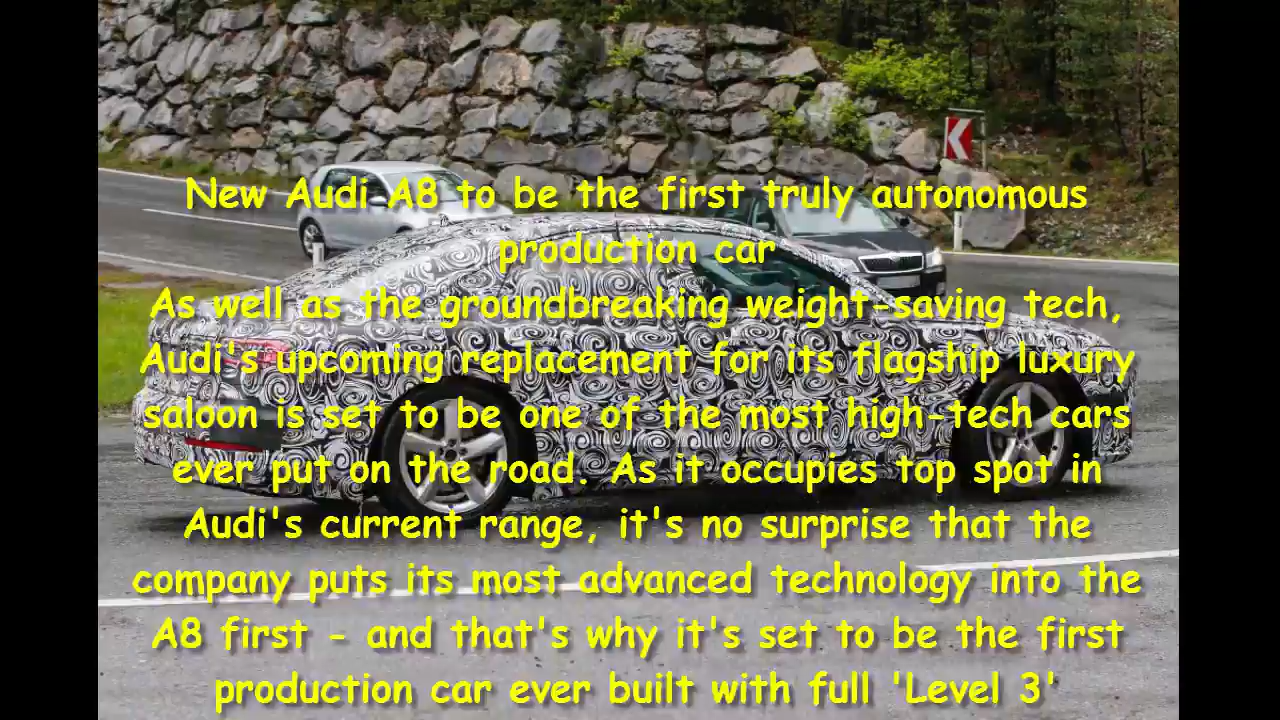 New Audi A8 to be the first truly autonomous
production car
As well as the groundbreaking weight-saving tech,
Audi's upcoming replacement for its flagship luxury
saloon is set to be one of the most high-tech cars
ever put on the road. As it occupies top spot in
Audi's current range, it's no surprise that the
company puts its most advanced technology into the
A8 first - and that's why it's set to be the first
production car ever built with full 'Level 3'